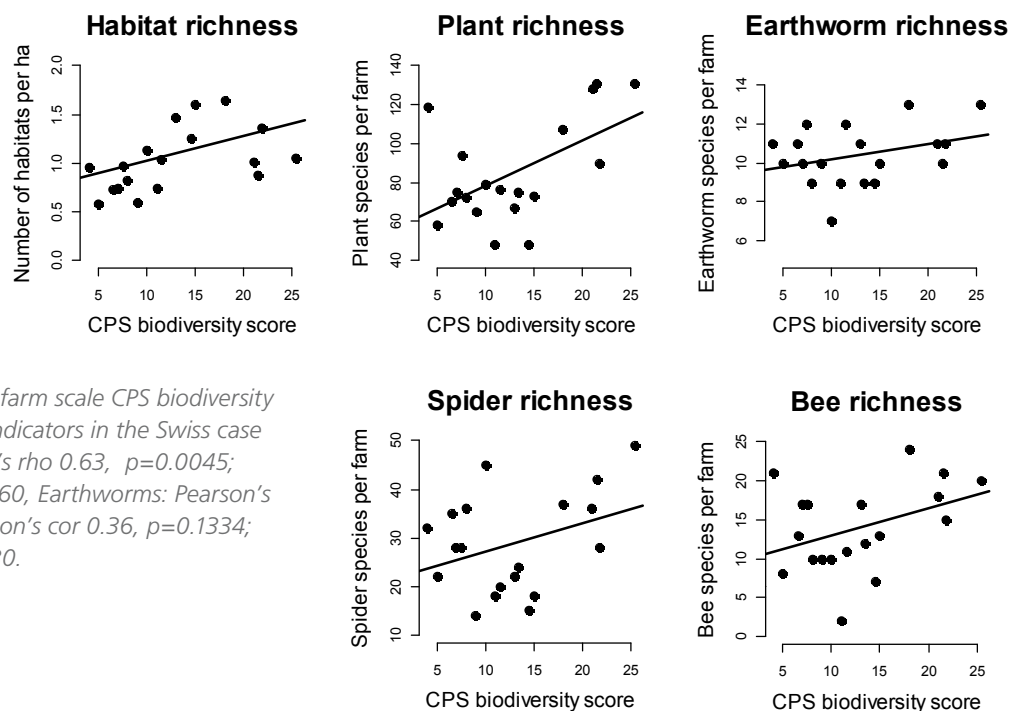 Habitat richness
Number of habitats per ha
2.0
1.5
1.0
0.5
0.0
5 10 15 20 25
CPS biodiversity score
Plant richness
Plant species per farm
140
120
100
80
60
40
5 10 15 20 25
CPS biodiversity score
Earthworm richness
Earthworm species per farm
14
12
10
8
6
5 10 15 20 25
CPS biodiversity score
farm scale CPS biodiversity
ndicators in the Swiss case
's rho 0.63, p=0.0045;
60, Earthworms: Pearson's
on's cor 0.36, p=0.1334;
Spider richness
Spider species per farm
50
40
30
20
10
5 10 15 20 25
CPS biodiversity score
Bee richness
Bee species per farm
25
20
15
10
5
0
5 10 15 20 25
CPS biodiversity score